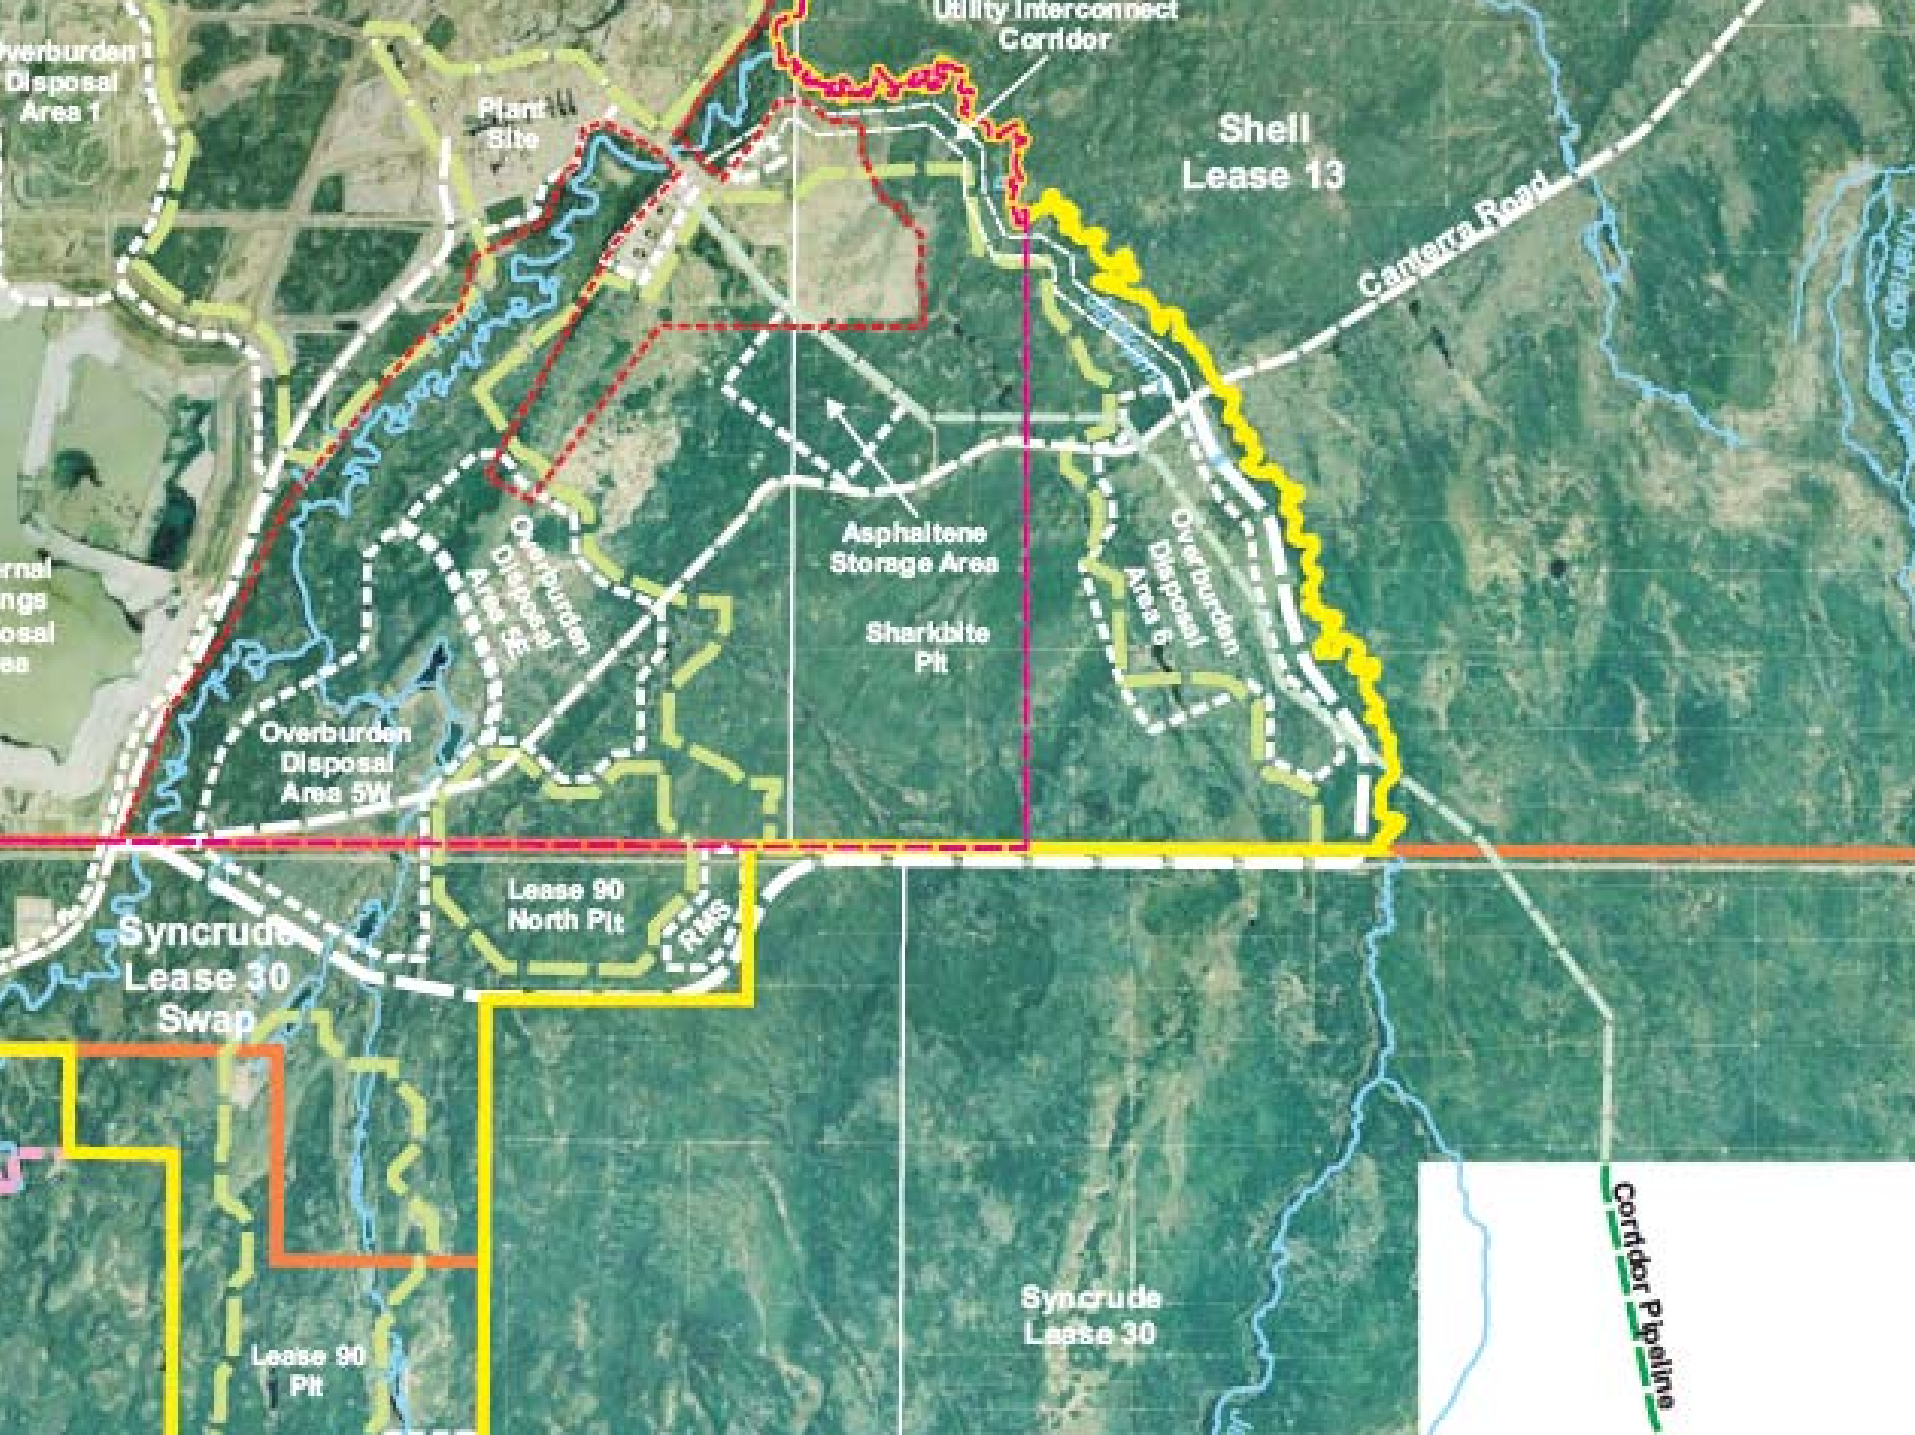 Utility Interconnect
Corridor
Overburden
Disposal
Area 1
Plant
Site
Shell
Lease 13
Canterra Road
Creek
Asphaltene
Storage Area
Overburden
Disposal
Area 5E
Overburden
Disposal
Area 6
Sharkbite
Pit
Overburden
Disposal
Area 5W
Lease 90
North Pit
RMS
Syncrude
Lease 30
Swap
Corridor Pipeline
Syncrude
Lease 30
Lease 90
Pit